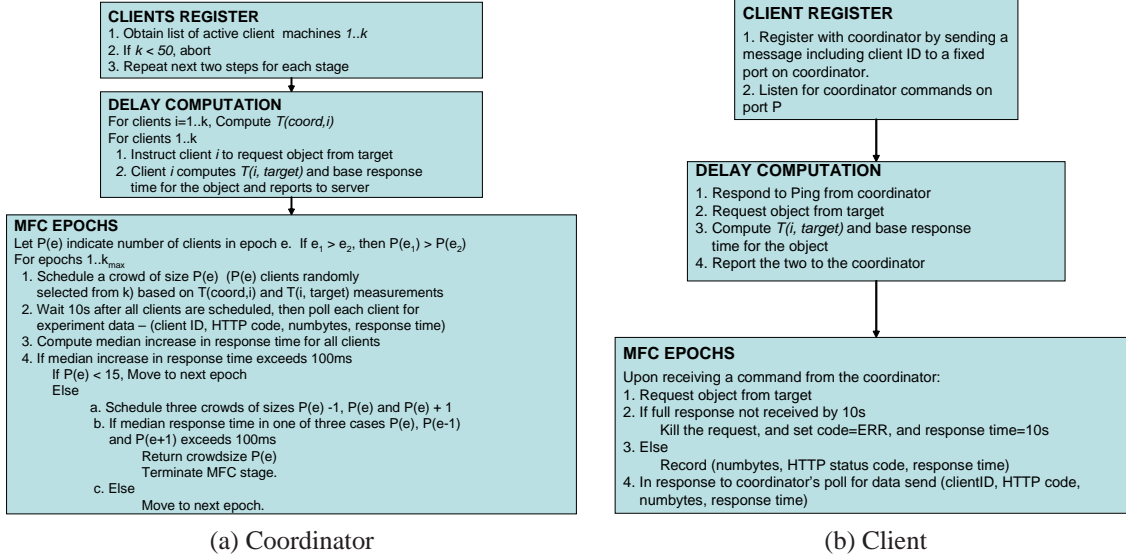 CLIENTS REGISTER
1. Obtain list of active client machines 1..k
2. If k < 50, abort
3. Repeat next two steps for each stage
DELAY COMPUTATION
For clients i=1..k, Compute T(coord,i)
For clients 1..k
1. Instruct client i to request object from target
2. Client i computes T(i, target) and base response
time for the object and reports to server
MFC EPOCHS
Let P(e) indicate number of clients in epoch e. If e1 > e2, then P(e1) > P(e2)
For epochs 1..kmax
1. Schedule a crowd of size P(e) (P(e) clients randomly
selected from k) based on T(coord,i) and T(i, target) measurements
2. Wait 10s after all clients are scheduled, then poll each client for
experiment data – (client ID, HTTP code, numbytes, response time)
3. Compute median increase in response time for all clients
4. If median increase in response time exceeds 100ms
If P(e) < 15, Move to next epoch
Else
a. Schedule three crowds of sizes P(e) -1, P(e) and P(e) + 1
b. If median response time in one of three cases P(e), P(e-1)
and P(e+1) exceeds 100ms
Return crowdsize P(e)
Terminate MFC stage.
c. Else
Move to next epoch.
(a) Coordinator
CLIENT REGISTER
1. Register with coordinator by sending a
message including client ID to a fixed
port on coordinator.
2. Listen for coordinator commands on
port P
DELAY COMPUTATION
1. Respond to Ping from coordinator
2. Request object from target
3. Compute T(i, target) and base response
time for the object
4. Report the two to the coordinator
MFC EPOCHS
Upon receiving a command from the coordinator:
1. Request object from target
2. If full response not received by 10s
Kill the request, and set code=ERR, and response time=10s
3. Else
Record (numbytes, HTTP status code, response time)
4. In response to coordinator's poll for data send (clientID, HTTP code,
numbytes, response time)
(b) Client